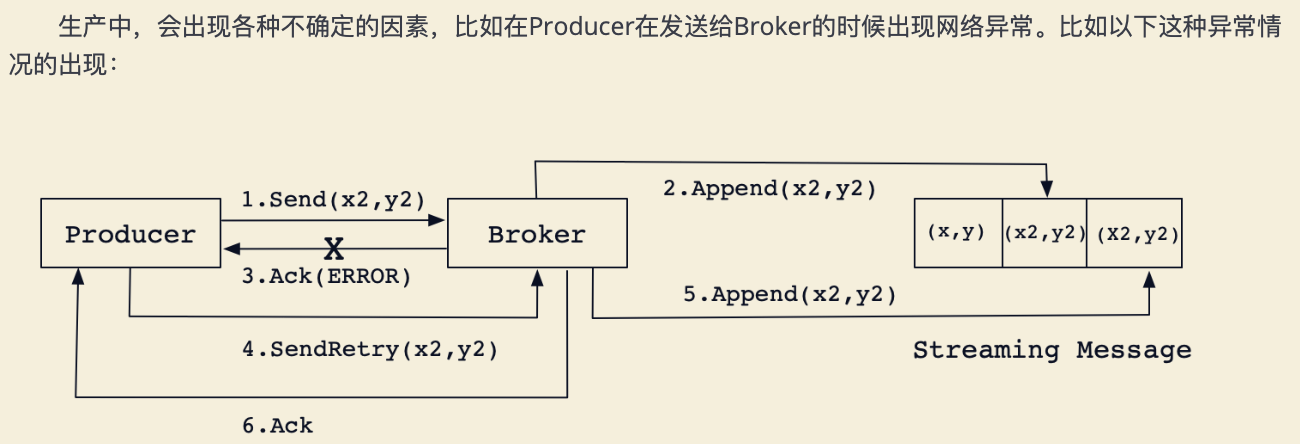 生产中，会出现各种不确定的因素，比如在Producer在发送给Broker的时候出现网络异常。比如以下这种异常情
况的出现：
2.Append(x2,y2)
1.Send(x2,y2)
Producer
X
Broker
(x,y)
(x2,y2)
(X2,y2)
3.Ack(ERROR)
5.Append(x2,y2)
4.SendRetry(x2,y2)
Streaming Message
6.Ack